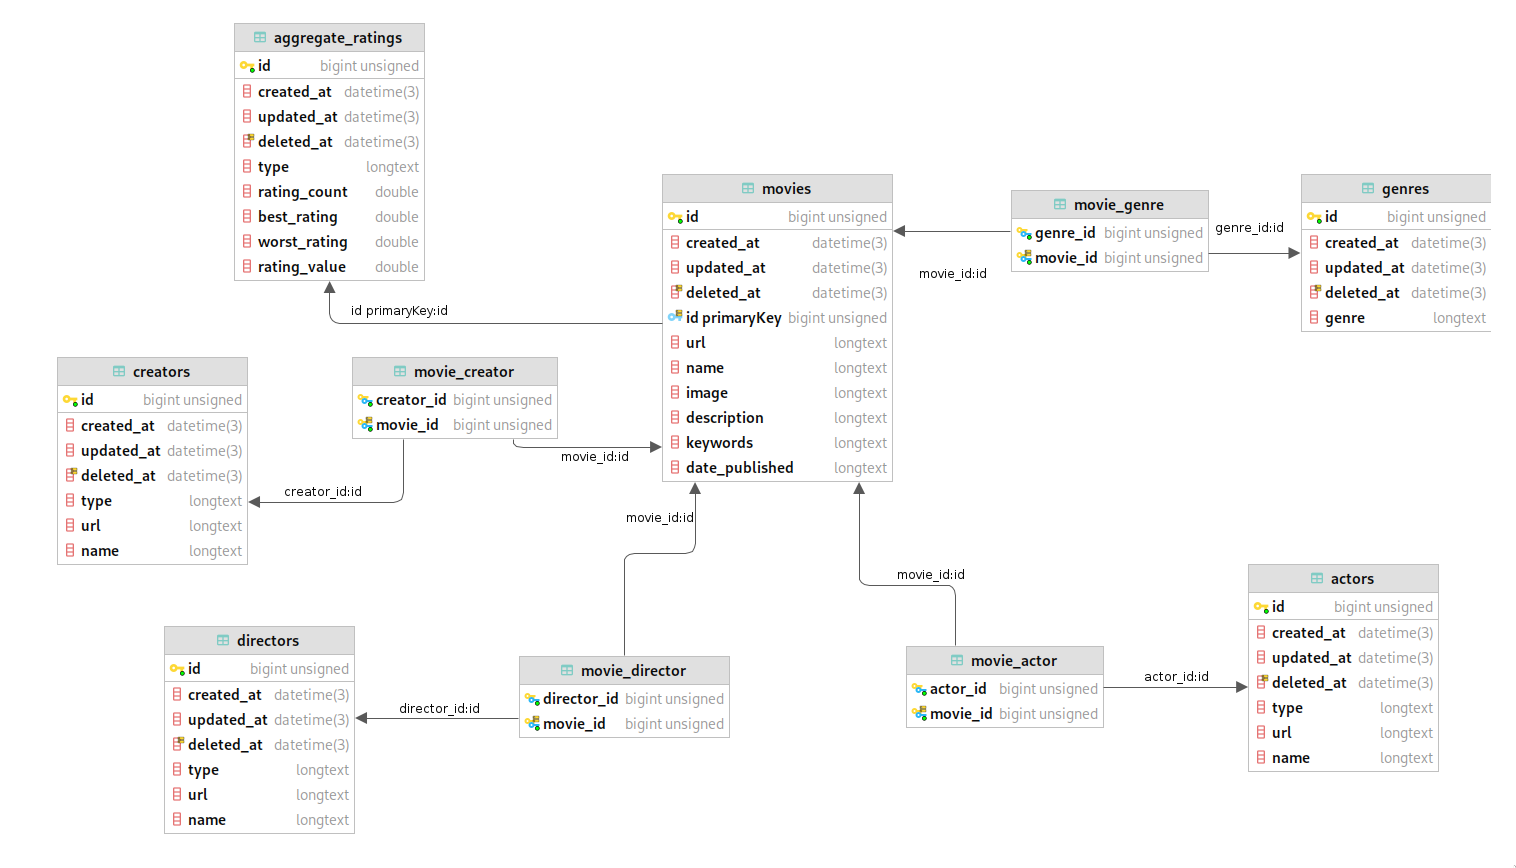 aggregate_ratings
id bigint unsigned
created_at datetime(3)
updated_at datetime(3)
deleted_at datetime(3)
type longtext
rating_count double
best_rating double
worst_rating double
rating_value double
id primaryKey:id
movies
id bigint unsigned
created_at datetime(3)
updated_at datetime(3)
deleted_at datetime(3)
id primaryKey bigint unsigned
url longtext
name longtext
image longtext
description longtext
keywords longtext
date_published longtext
movie_genre
genre_id bigint unsigned
movie_id bigint unsigned
movie_id:id
genre_id:id
genres
id bigint unsigned
created_at datetime(3)
updated_at datetime(3)
deleted_at datetime(3)
genre longtext
creators
id bigint unsigned
created_at datetime(3)
updated_at datetime(3)
deleted_at datetime(3)
type longtext
url longtext
name longtext
movie_creator
creator_id bigint unsigned
movie_id bigint unsigned
movie_id:id
creator_id:id
movie_id:id
movie_id:id
directors
id bigint unsigned
created_at datetime(3)
updated_at datetime(3)
deleted_at datetime(3)
type longtext
url longtext
name longtext
director_id:id
movie_director
director_id bigint unsigned
movie_id bigint unsigned
movie_actor
actor_id bigint unsigned
movie_id bigint unsigned
actor_id:id
actors
id bigint unsigned
created_at datetime(3)
updated_at datetime(3)
deleted_at datetime(3)
type longtext
url longtext
name longtext